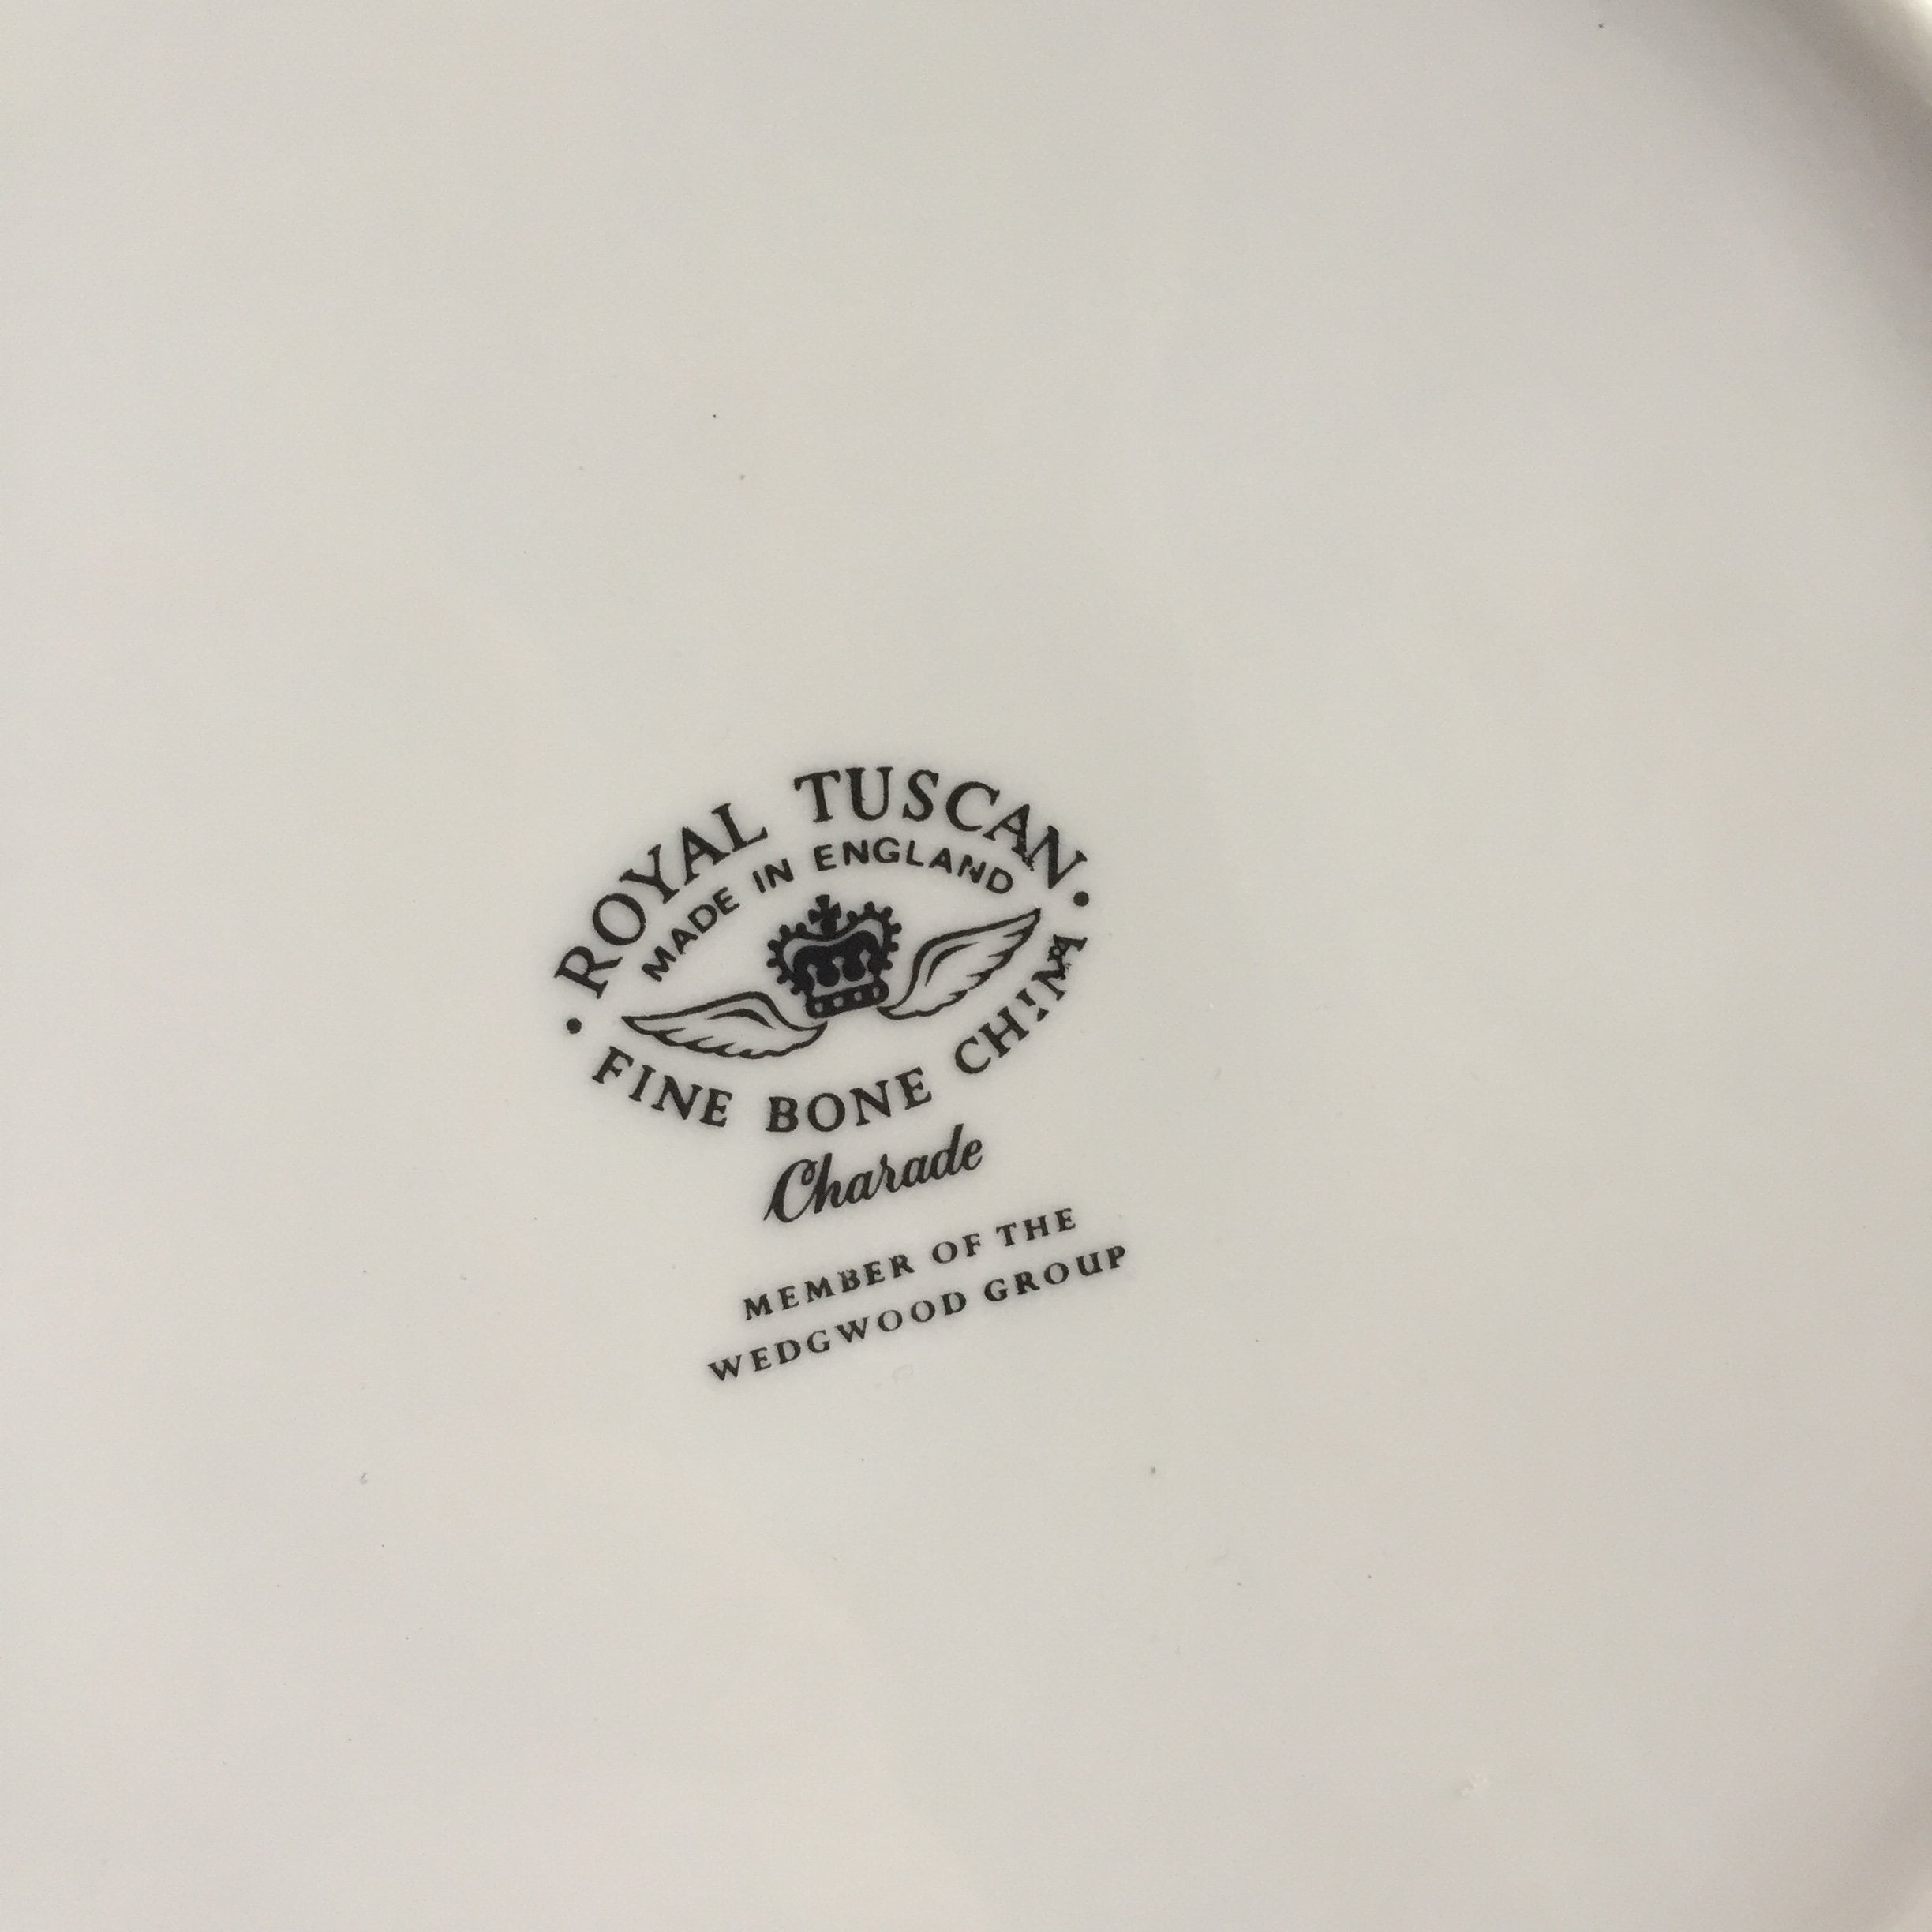 • ROYAL TUSCAN •
MADE IN ENGLAND
FINE BONE CHINA
Charade
MEMBER OF THE
WEDGWOOD GROUP